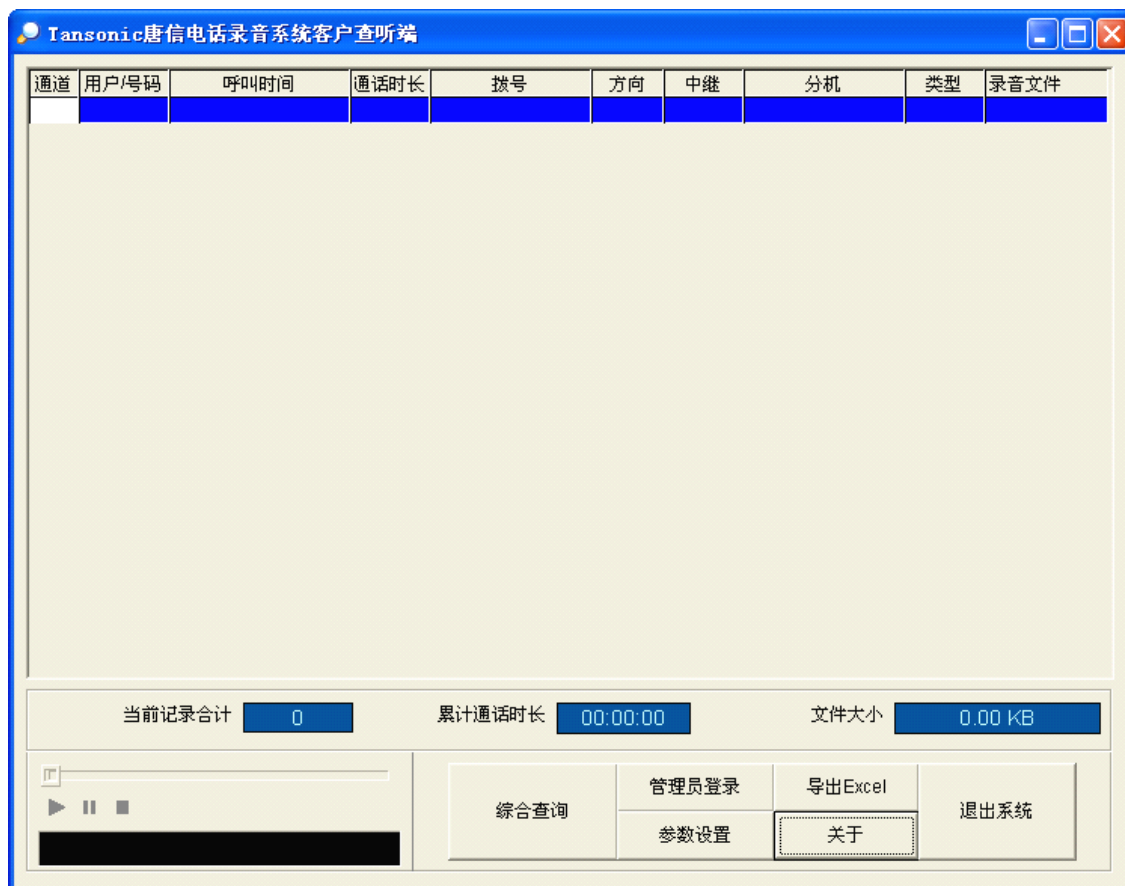 Tansonic唐信电话录音系统客户查听端
通道 用户/号码 呼叫时间 通话时长 拨号 方向 中继 分机 类型 录音文件
当前记录合计 0 累计通话时长 00:00:00 文件大小 0.00 KB
综合查询 管理员登录 导出Excel 退出系统
参数设置 关于